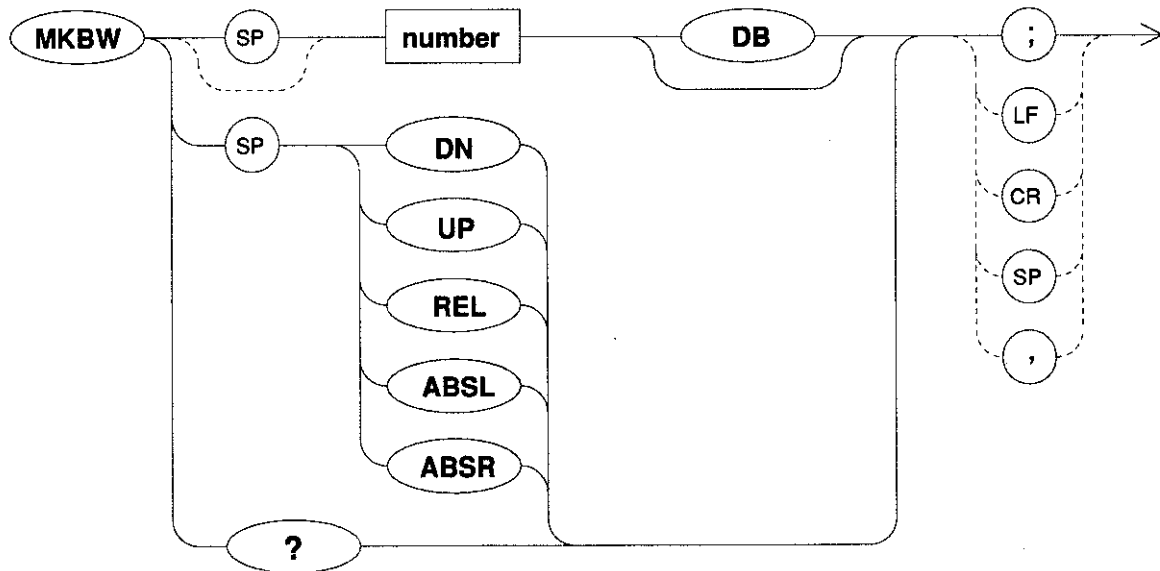 MKBW SP number DB ;
LF
SP DN
UP CR
SP
REL
,
ABSL
ABSR
?